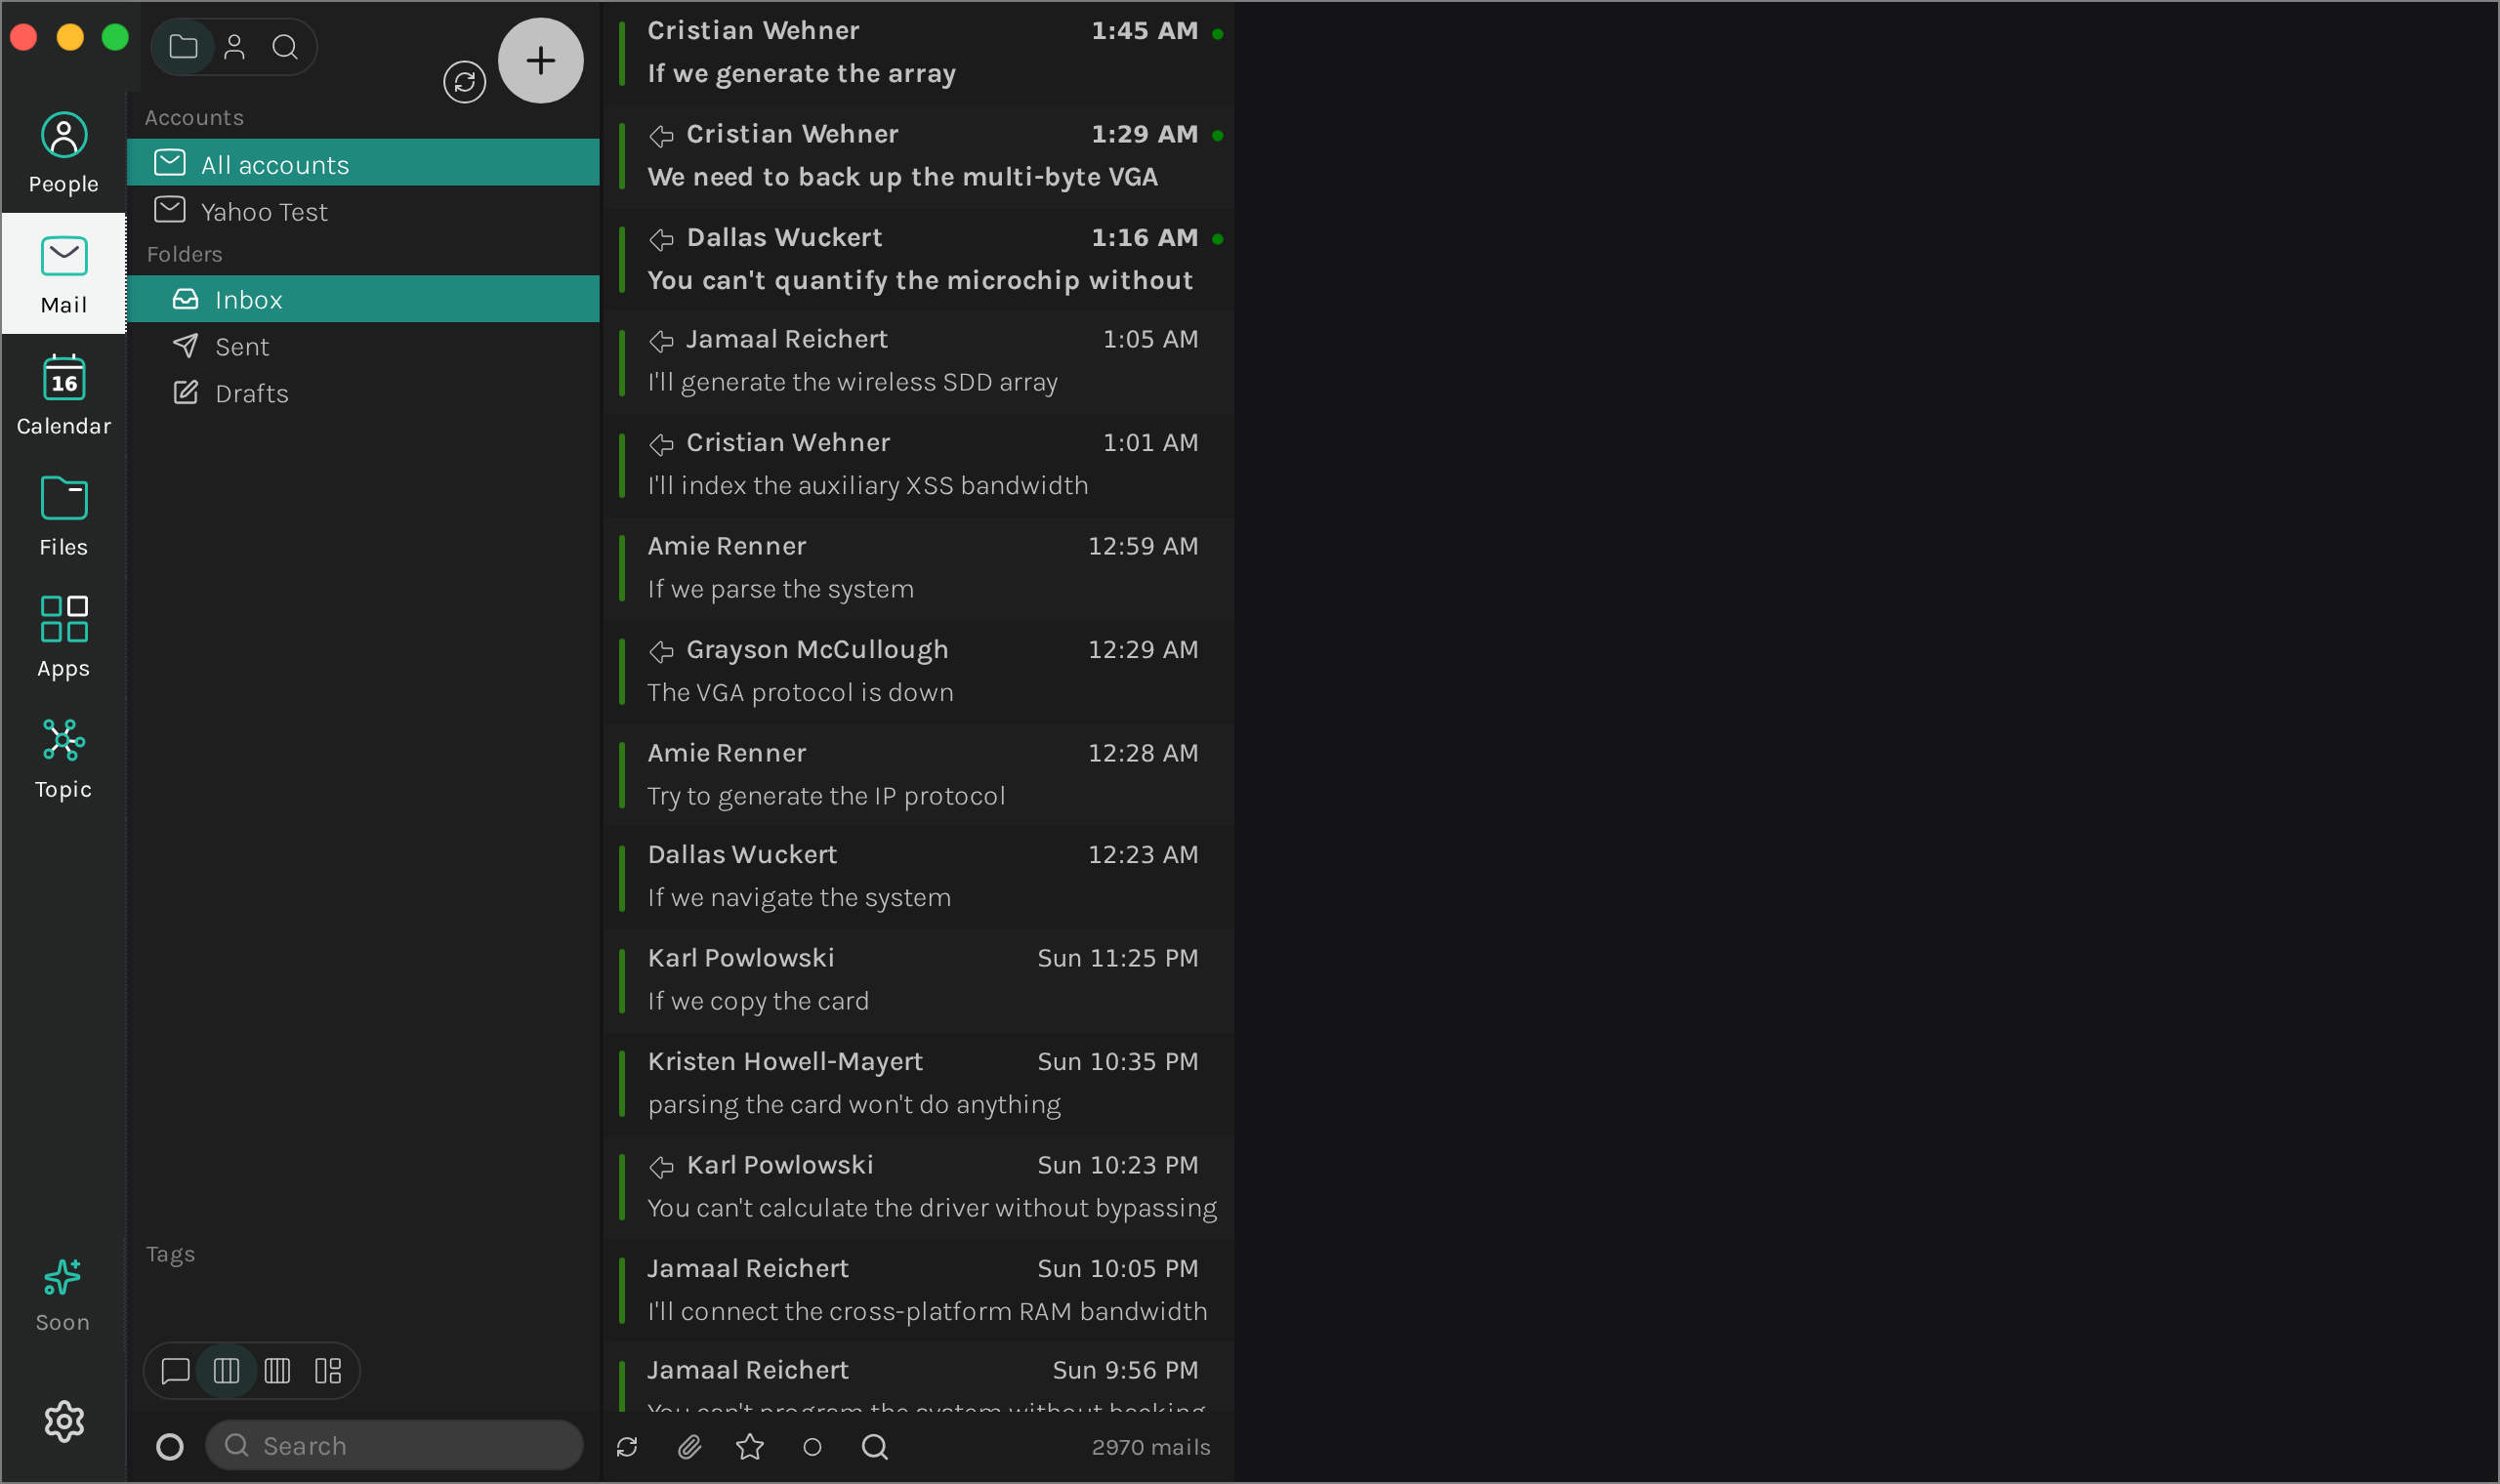 People
Mail
16
Calendar
Files
Apps
Topic
Soon
Accounts
All accounts
Yahoo Test
Folders
Inbox
Sent
Drafts
Tags
Search
Cristian Wehner 1:45 AM
If we generate the array
Cristian Wehner 1:29 AM
We need to back up the multi-byte VGA
Dallas Wuckert 1:16 AM
You can't quantify the microchip without
Jamaal Reichert 1:05 AM
I'll generate the wireless SDD array
Cristian Wehner 1:01 AM
I'll index the auxiliary XSS bandwidth
Amie Renner 12:59 AM
If we parse the system
Grayson McCullough 12:29 AM
The VGA protocol is down
Amie Renner 12:28 AM
Try to generate the IP protocol
Dallas Wuckert 12:23 AM
If we navigate the system
Karl Powlowski Sun 11:25 PM
If we copy the card
Kristen Howell-Mayert Sun 10:35 PM
parsing the card won't do anything
Karl Powlowski Sun 10:23 PM
You can't calculate the driver without bypassing
Jamaal Reichert Sun 10:05 PM
I'll connect the cross-platform RAM bandwidth
Jamaal Reichert Sun 9:56 PM
You can't program the system without backing
2970 mails